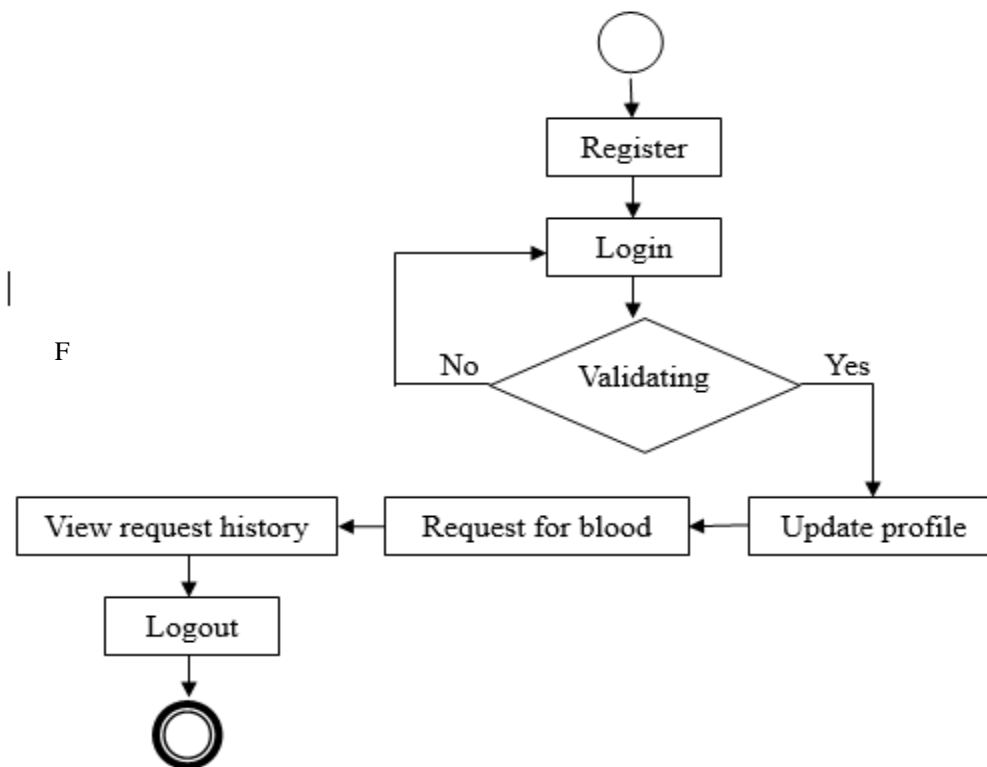 Register
Login
F
No
Validating
Yes
View request history
Request for blood
Update profile
Logout